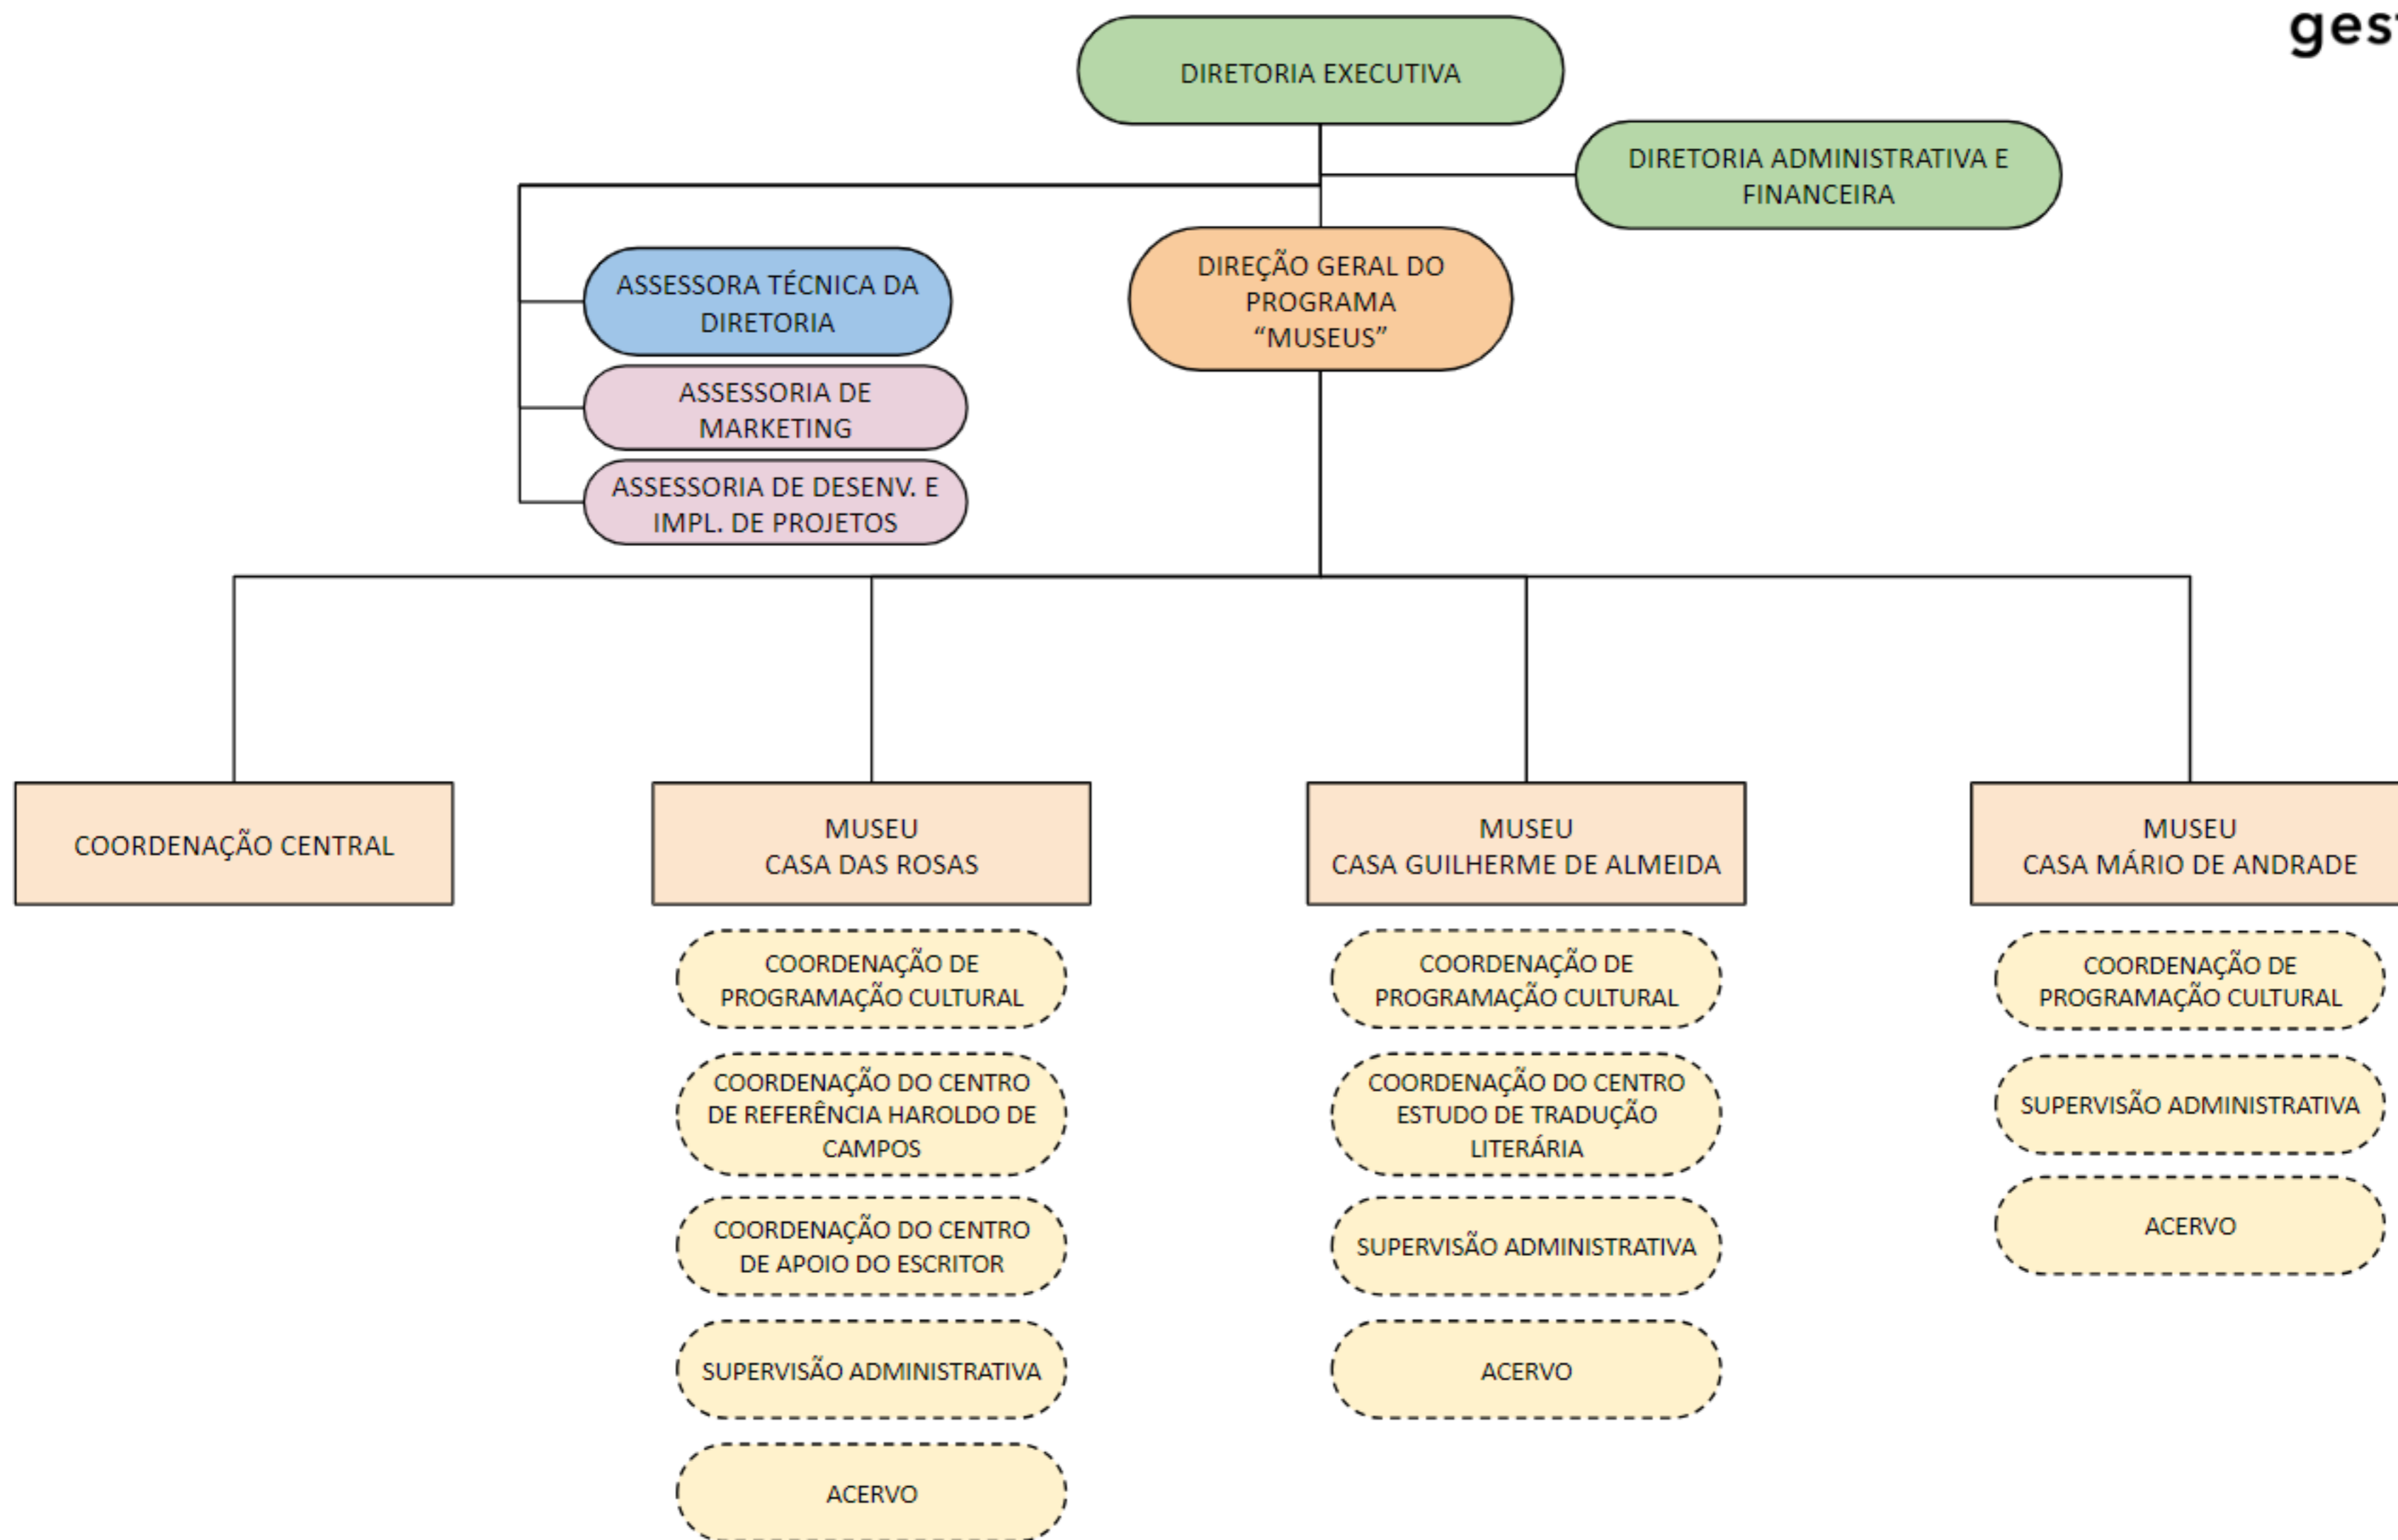 DIRETORIA EXECUTIVA
DIRETORIA ADMINISTRATIVA E
FINANCEIRA
ASSESSORA TÉCNICA DA
DIRETORIA
DIREÇÃO GERAL DO
PROGRAMA
“MUSEUS”
ASSESSORIA DE
MARKETING
ASSESSORIA DE DESENV. E
IMPL. DE PROJETOS
COORDENAÇÃO CENTRAL
MUSEU
CASA DAS ROSAS
COORDENAÇÃO DE
PROGRAMAÇÃO CULTURAL
COORDENAÇÃO DO CENTRO
DE REFERÊNCIA HAROLDO DE
CAMPOS
COORDENAÇÃO DO CENTRO
DE APOIO DO ESCRITOR
SUPERVISÃO ADMINISTRATIVA
ACERVO
MUSEU
CASA GUILHERME DE ALMEIDA
COORDENAÇÃO DE
PROGRAMAÇÃO CULTURAL
COORDENAÇÃO DO CENTRO
ESTUDO DE TRADUÇÃO
LITERÁRIA
SUPERVISÃO ADMINISTRATIVA
ACERVO
MUSEU
CASA MÁRIO DE ANDRADE
COORDENAÇÃO DE
PROGRAMAÇÃO CULTURAL
SUPERVISÃO ADMINISTRATIVA
ACERVO